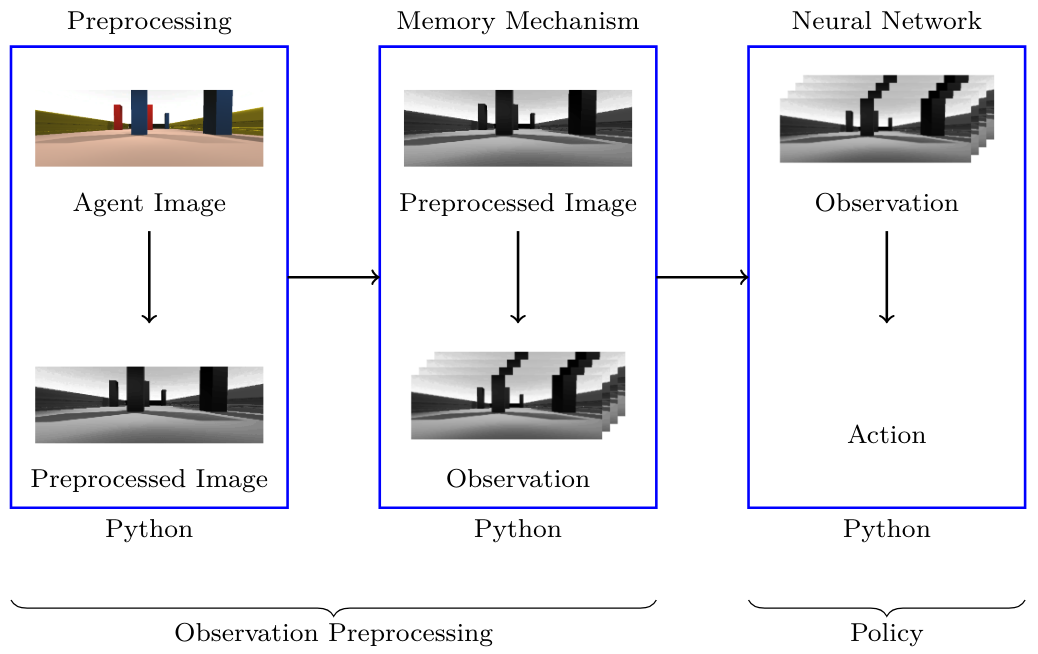 Preprocessing
Memory Mechanism
Neural Network
Agent Image
Preprocessed Image
Observation
Preprocessed Image
Observation
Action
Python
Python
Python
Observation Preprocessing
Policy